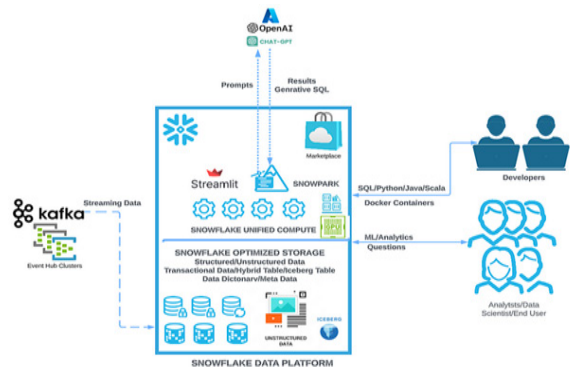 OpenAI
CHAT-GPT
Prompts
Results
Genrative SQL
Marketplace
Streamlit
SNOWPARK
SQL/Python/Java/Scala
Docker Containers
Developers
Streaming Data
kafka
Event Hub Clusters
SNOWFLAKE UNIFIED COMPUTE
ML/Analytics
Questions
SNOWFLAKE OPTIMIZED STORAGE
Structured/Unstructured Data
Transactional Data/Hybrid Table/Iceberg Table
Data Dictonary/Meta Data
Analytsts/Data
Scientist/End User
ICEBERG
UNSTRUCTURED
DATA
SNOWFLAKE DATA PLATFORM